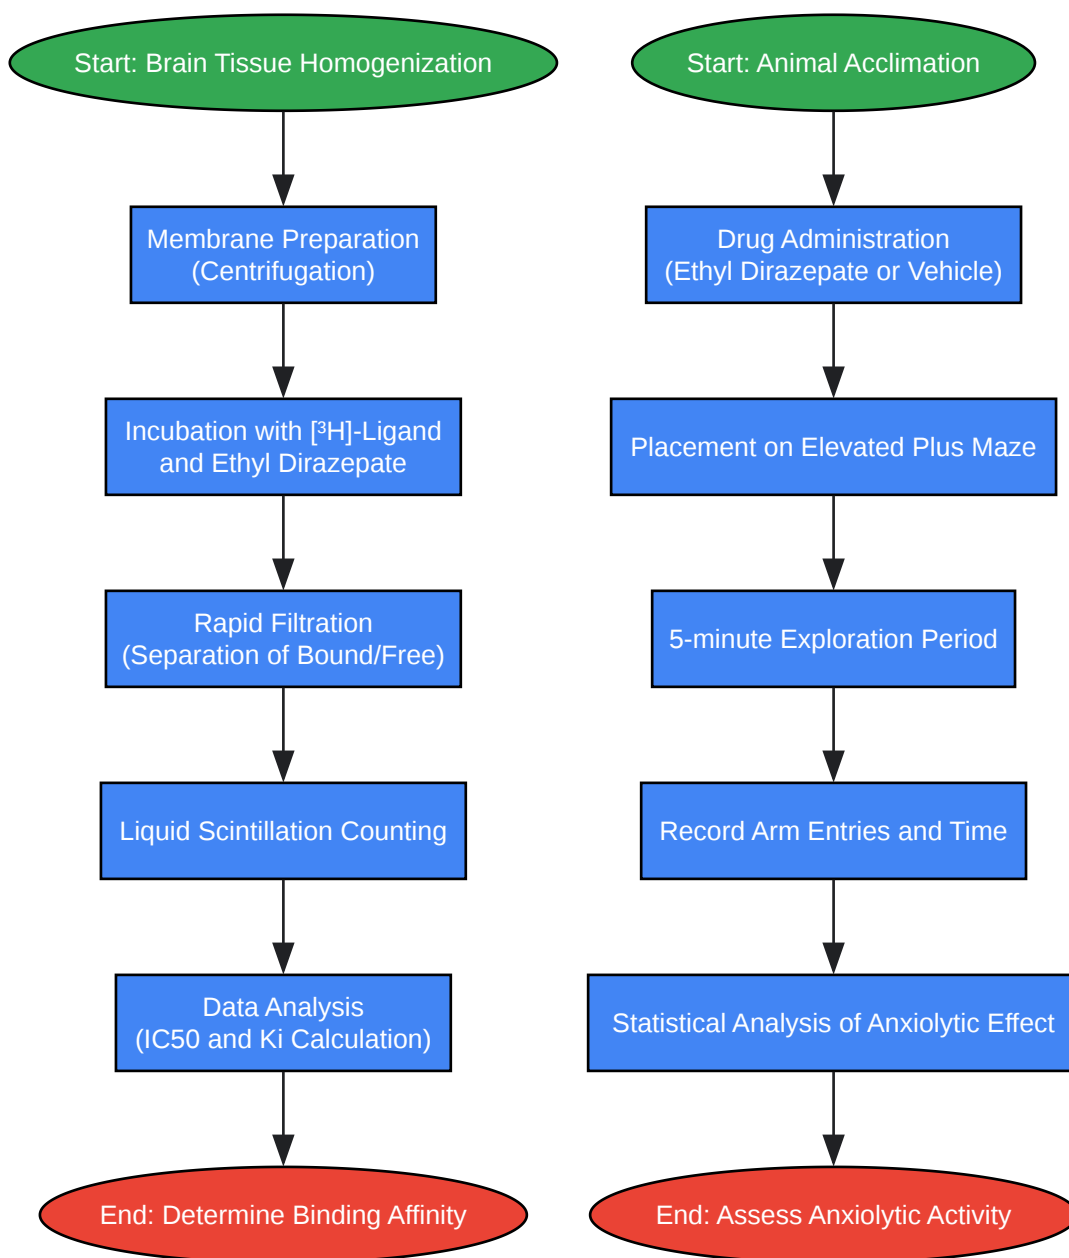 Start: Brain Tissue Homogenization
Membrane Preparation
(Centrifugation)
Incubation with [³H]-Ligand
and Ethyl Dirazepate
Rapid Filtration
(Separation of Bound/Free)
Liquid Scintillation Counting
Data Analysis
(IC50 and Ki Calculation)
End: Determine Binding Affinity
Start: Animal Acclimation
Drug Administration
(Ethyl Dirazepate or Vehicle)
Placement on Elevated Plus Maze
5-minute Exploration Period
Record Arm Entries and Time
Statistical Analysis of Anxiolytic Effect
End: Assess Anxiolytic Activity